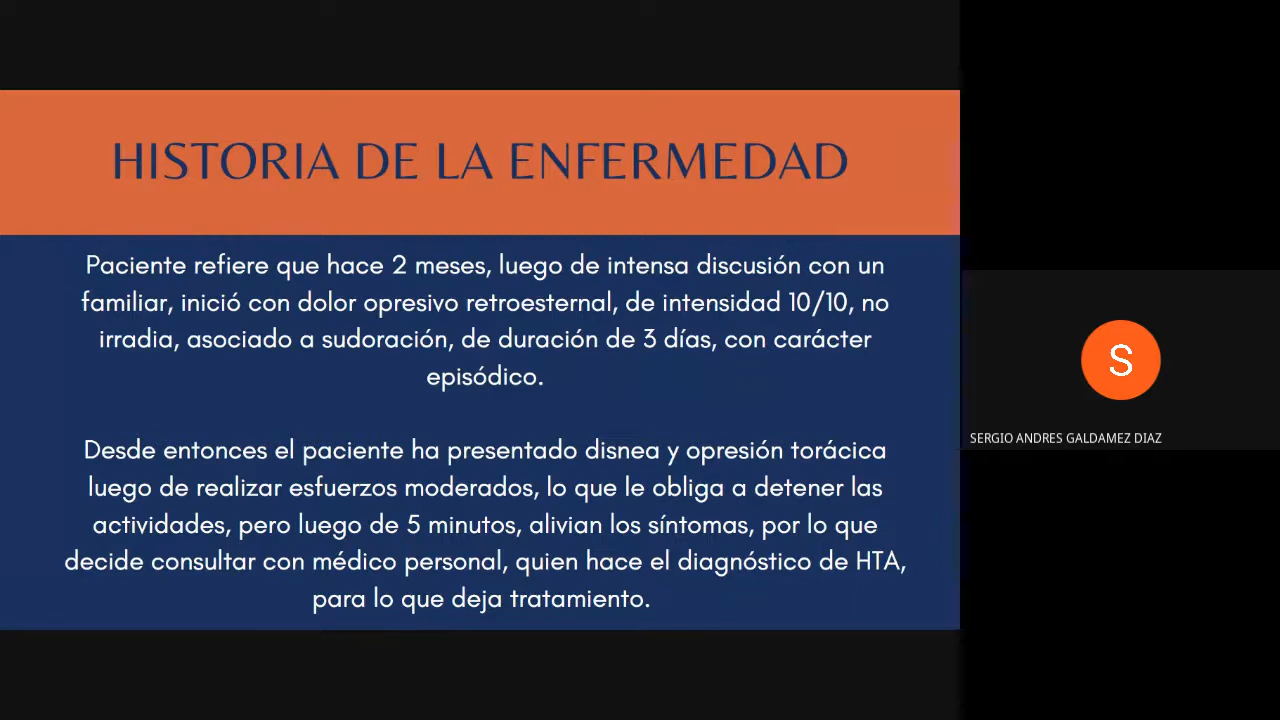 HISTORIA DE LA ENFERMEDAD
Paciente refiere que hace 2 meses, luego de intensa discusión con un
familiar, inició con dolor opresivo retroesternal, de intensidad 10/10, no
irradia, asociado a sudoración, de duración de 3 días, con carácter
episódico.
Desde entonces el paciente ha presentado disnea y opresión torácica
luego de realizar esfuerzos moderados, lo que le obliga a detener las
actividades, pero luego de 5 minutos, alivian los síntomas, por lo que
decide consultar con médico personal, quien hace el diagnóstico de HTA,
para lo que deja tratamiento.
S
SERGIO ANDRES GALDAMEZ DIAZ